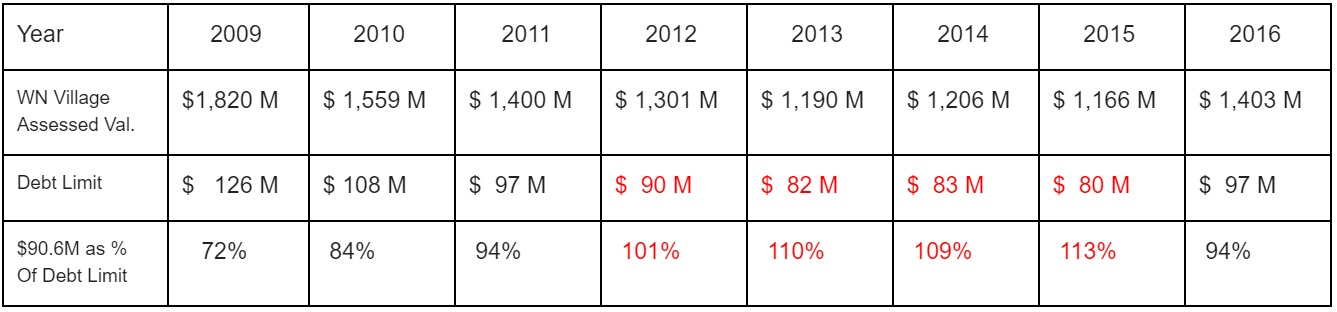 Year 2009 2010 2011 2012 2013 2014 2015 2016
WN Village
Assessed Val. $1,820 M $ 1,559 M $ 1,400 M $ 1,301 M $ 1,190 M $ 1,206 M $ 1,166 M $ 1,403 M
Debt Limit $ 126 M $ 108 M $ 97 M $ 90 M $ 82 M $ 83 M $ 80 M $ 97 M
$90.6M as %
Of Debt Limit 72% 84% 94% 101% 110% 109% 113% 94%